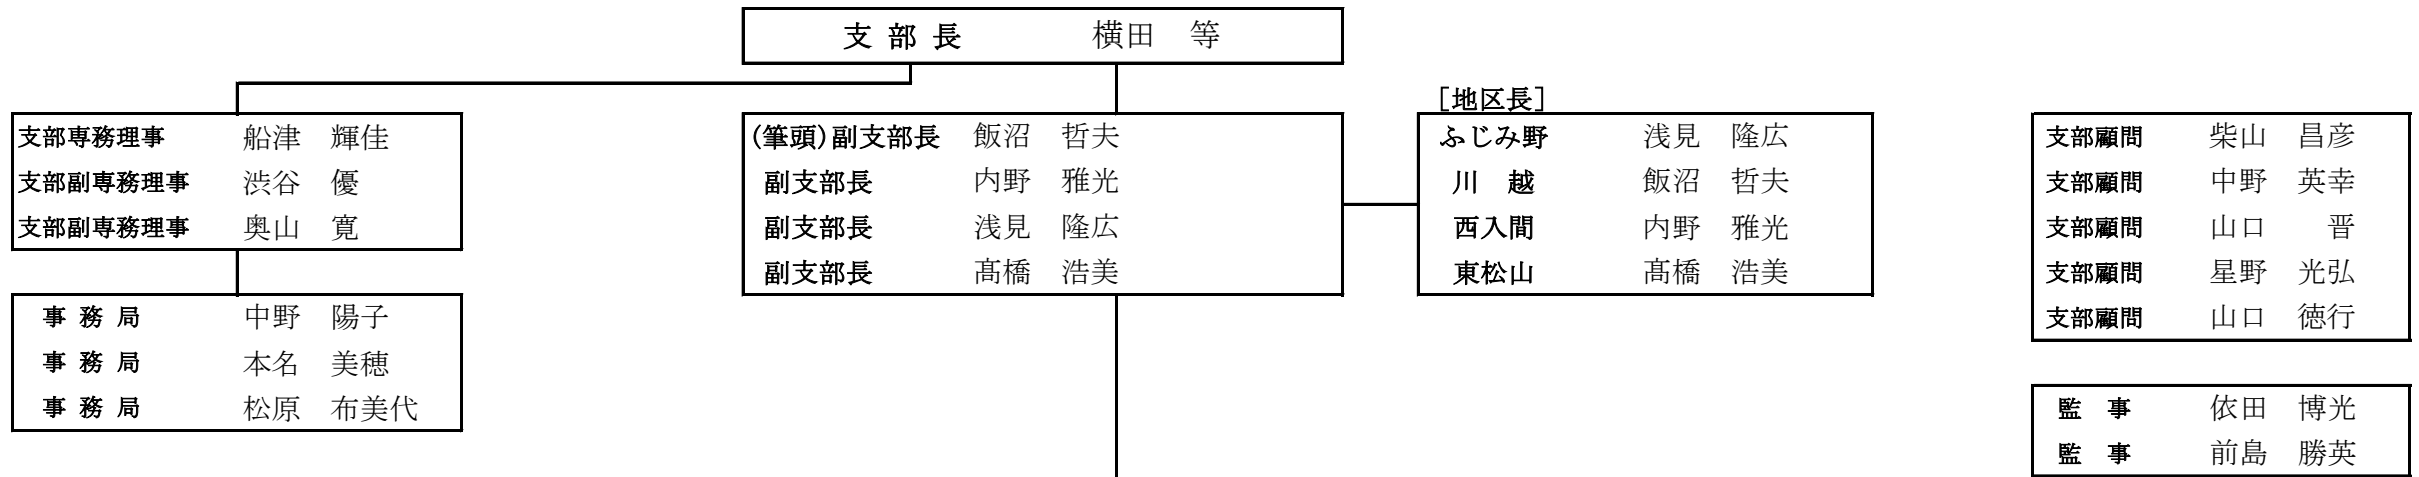 支 部 長　横田　等
支部専務理事　船津　輝佳
支部副専務理事　渋谷　優
支部副専務理事　奥山　寛
事 務 局　中野　陽子
事 務 局　本名　美穂
事 務 局　松原　布美代
(筆頭)副支部長　飯沼　哲夫
副支部長　内野　雅光
副支部長　浅見　隆広
副支部長　髙橋　浩美
[地区長]
ふじみ野　浅見　隆広
川　越　飯沼　哲夫
西入間　内野　雅光
東松山　髙橋　浩美
支部顧問　柴山　昌彦
支部顧問　中野　英幸
支部顧問　山口　晋
支部顧問　星野　光弘
支部顧問　山口　徳行
監　事　依田　博光
監　事　前島　勝英